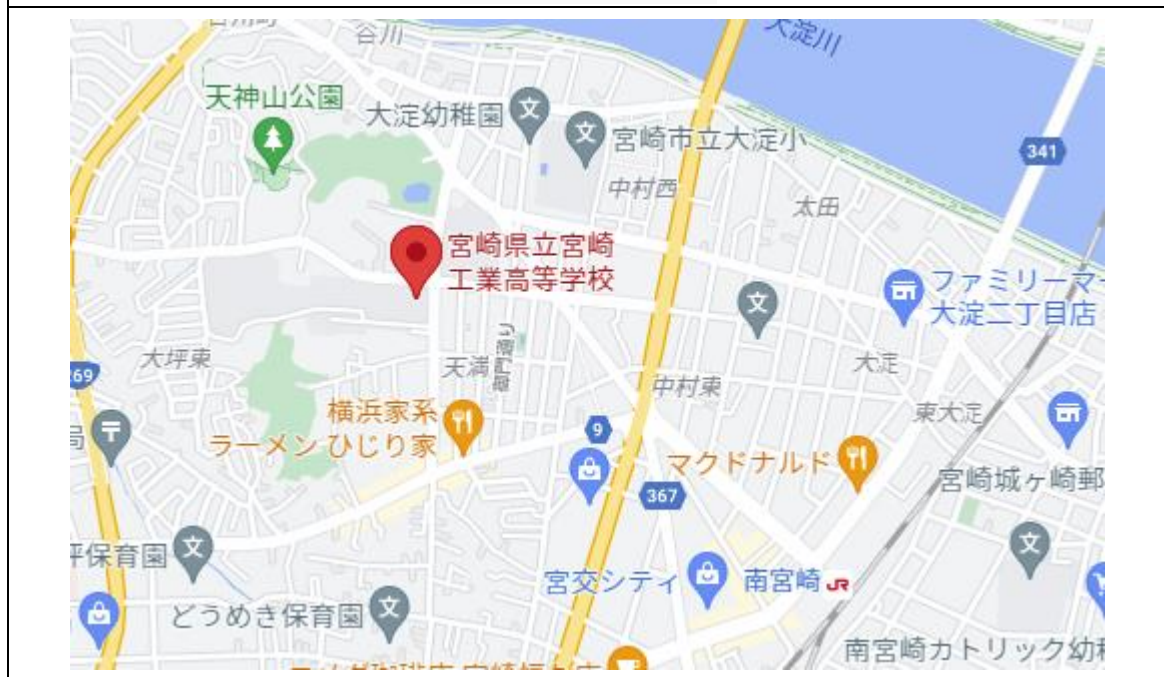 谷川
大淀川
天神山公園
大淀幼稚園
宮崎市立大淀小
341
中村西
太田
宮崎県立宮崎
工業高等学校
ファミリーマー
大淀二丁目店
大坪東
天満
大淀
269
中村東
東大淀
横浜家系
ラーメン ひじり家
9
マクドナルド
宮崎城ヶ崎郵
367
坪保育園
宮交シティ
南宮崎
JR
どうめき保育園
南宮崎カトリック幼稚